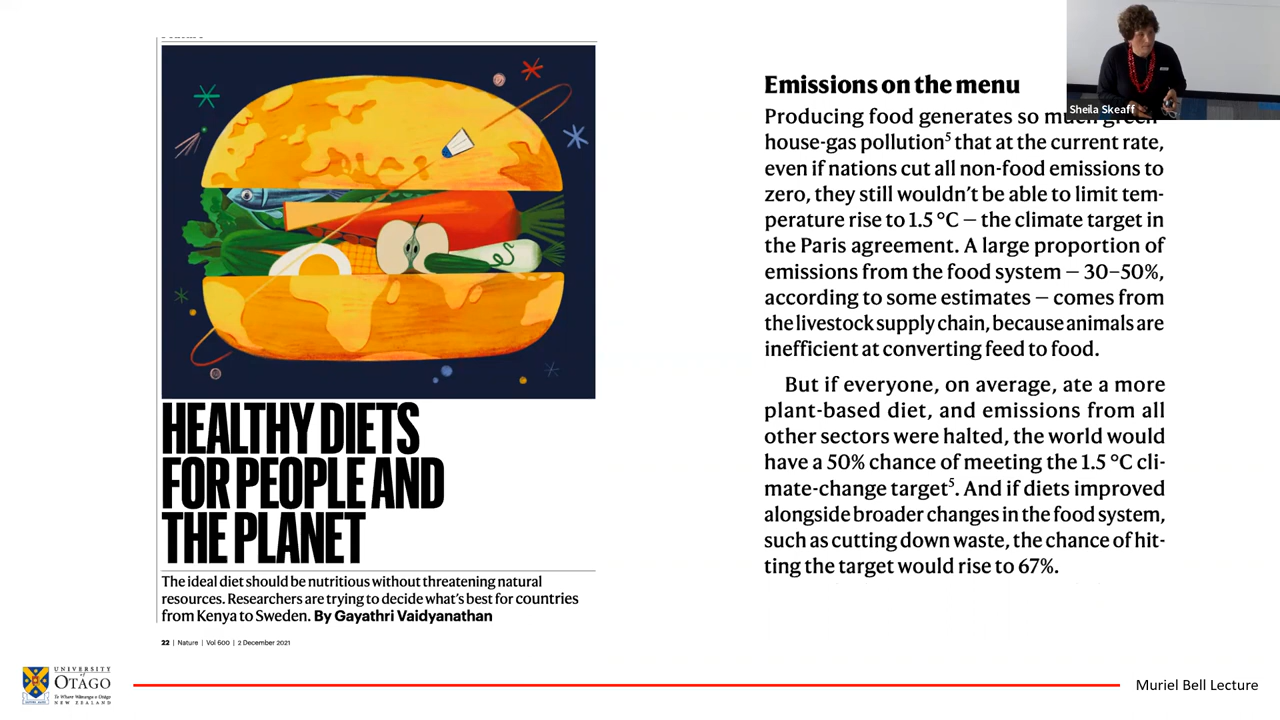 HEALTHY DIETS
FOR PEOPLE AND
THE PLANET
The ideal diet should be nutritious without threatening natural
resources. Researchers are trying to decide what's best for countries
from Kenya to Sweden. By Gayathri Vaidyanathan
22 | Nature | Vol 600 | 2 December 2021
Emissions on the menu
Producing food generates so much green
house-gas pollution⁵ that at the current rate,
even if nations cut all non-food emissions to
zero, they still wouldn't be able to limit tem-
perature rise to 1.5 °C — the climate target in
the Paris agreement. A large proportion of
emissions from the food system — 30–50%,
according to some estimates — comes from
the livestock supply chain, because animals are
inefficient at converting feed to food.
But if everyone, on average, ate a more
plant-based diet, and emissions from all
other sectors were halted, the world would
have a 50% chance of meeting the 1.5 °C cli-
mate-change target⁵. And if diets improved
alongside broader changes in the food system,
such as cutting down waste, the chance of hit-
ting the target would rise to 67%.
Sheila Skeaff
UNIVERSITY
of
OTAGO
Te Whare Wānanga o Otāgo
NEW ZEALAND
Muriel Bell Lecture